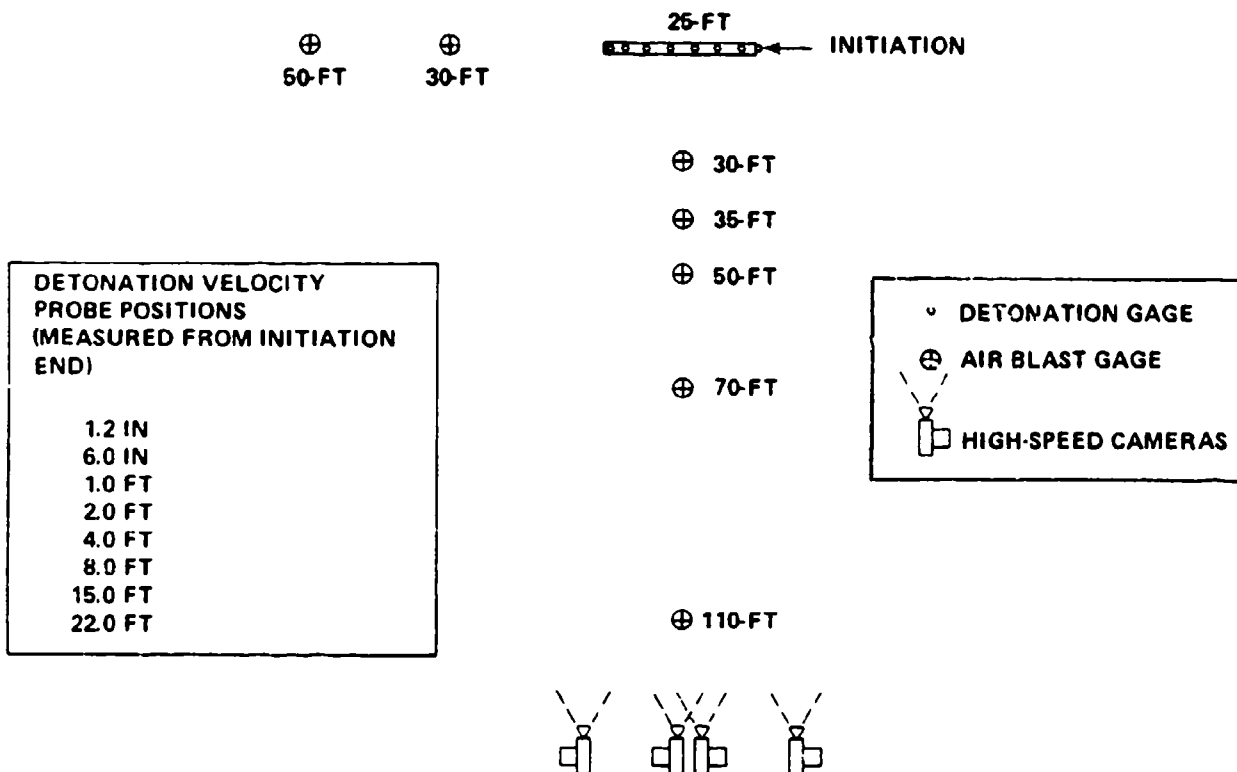 25-FT
INITIATION
50-FT
30-FT
30-FT
35-FT
50-FT
70-FT
110-FT
DETONATION VELOCITY
PROBE POSITIONS
(MEASURED FROM INITIATION
END)
1.2 IN
6.0 IN
1.0 FT
2.0 FT
4.0 FT
8.0 FT
15.0 FT
22.0 FT
DETONATION GAGE
AIR BLAST GAGE
HIGH-SPEED CAMERAS